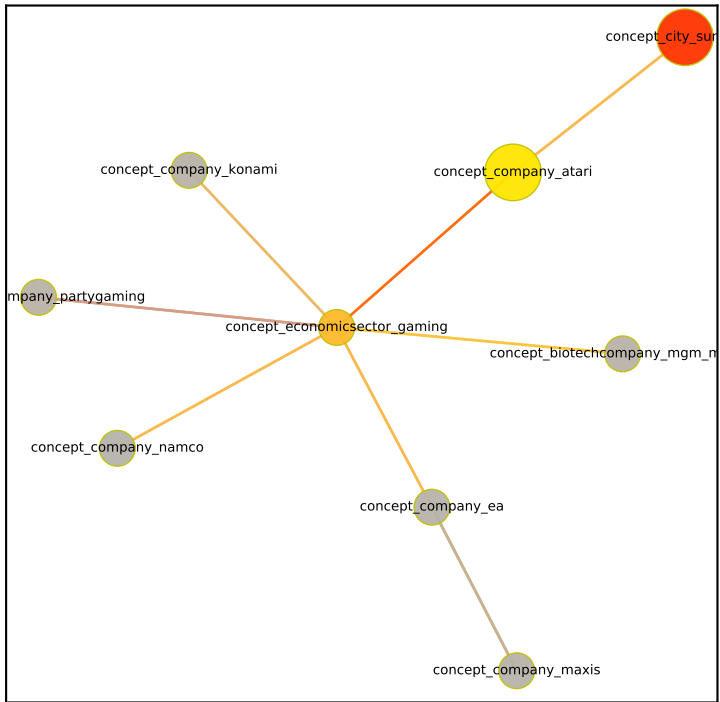 concept_city_sur
concept_company_konami
concept_company_atari
mpany_partygaming
concept_economicsector_gaming
concept_biotechcompany_mgm_m
concept_company_namco
concept_company_ea
concept_company_maxis